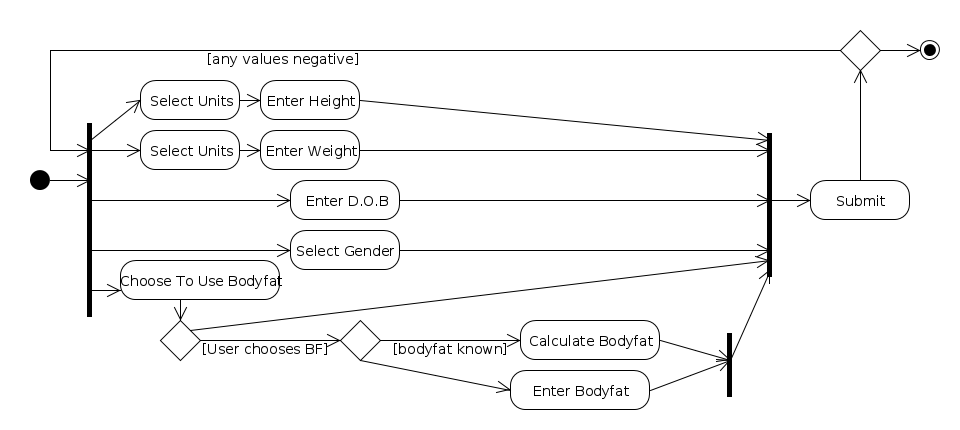 [any values negative]
Select Units
Enter Height
Select Units
Enter Weight
Enter D.O.B
Submit
Select Gender
Choose To Use Bodyfat
[User chooses BF]
[bodyfat known]
Calculate Bodyfat
Enter Bodyfat